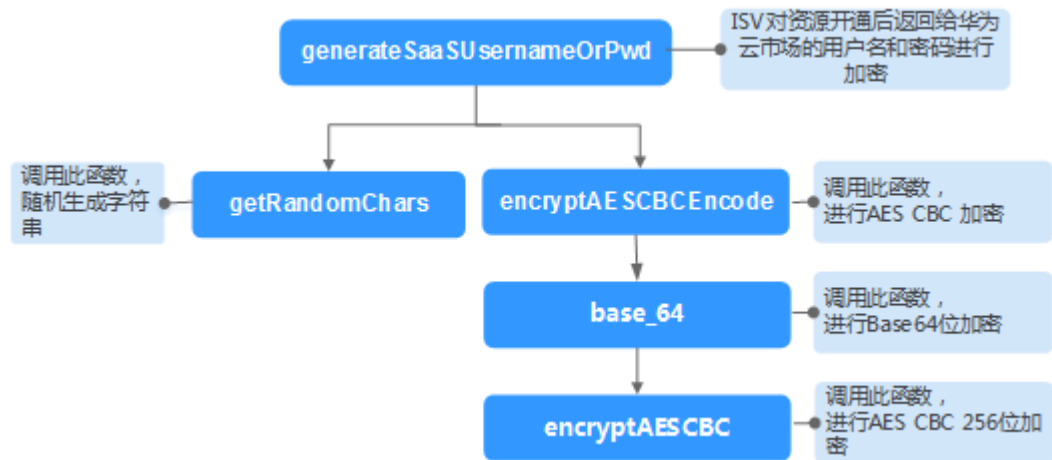 generateSaaSUsernameOrPwd
ISV对资源开通后返回给华为
云市场的用户名和密码进行
加密
调用此函数，
随机生成字符
串
getRandomChars
encryptAESCBCEncode
调用此函数，
进行AES CBC 加密
base_64
调用此函数，
进行Base64位加密
encryptAESCBC
调用此函数，
进行AES CBC 256位加
密